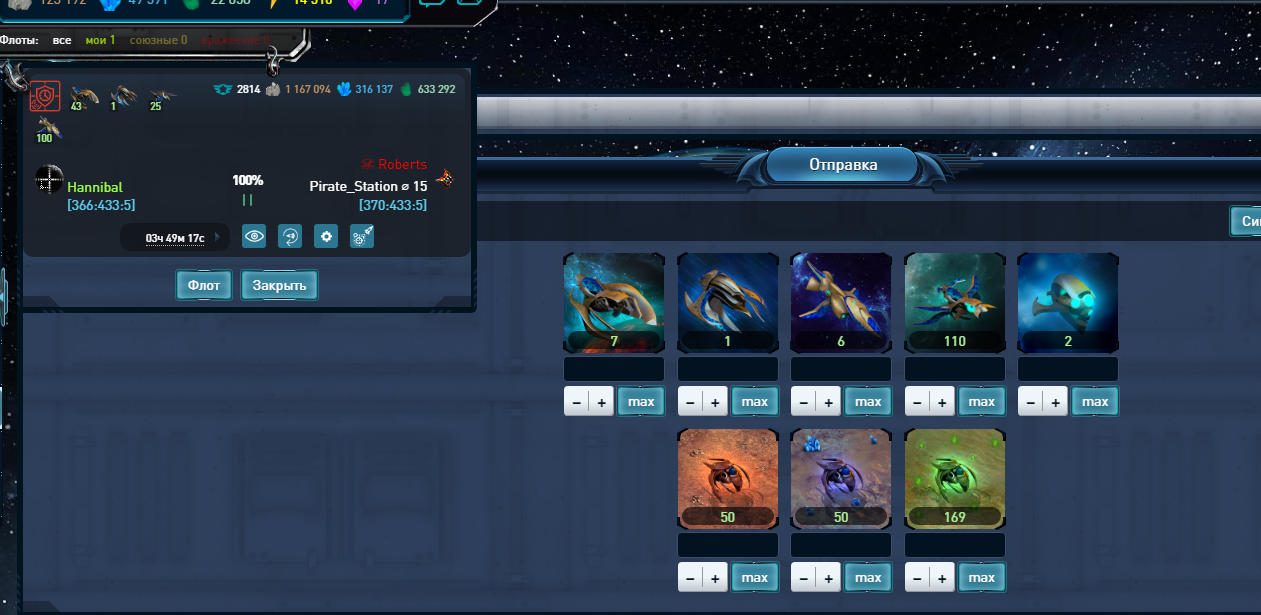 Флоты: все мои 1 союзные 0
43 1 25 2814 1 167 094 316 137 633 292
100
Roberts
Hannibal 100% Pirate_Station ⌀ 15
[366:433:5] [370:433:5]
03ч 49м 17с
Флот Закрыть
Отправка
7 1 6 110 2
− + max − + max − + max − + max − + max
50 50 169
− + max − + max − + max